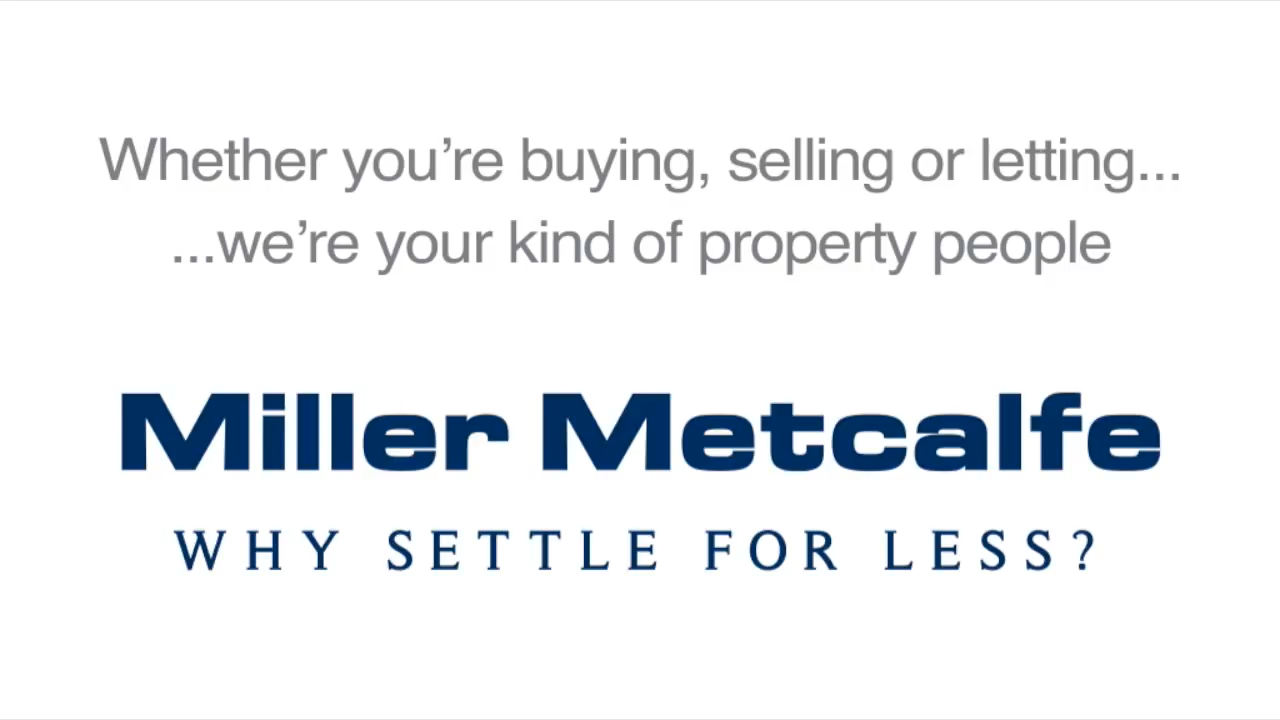 Whether you’re buying, selling or letting...
...we’re your kind of property people
Miller Metcalfe
WHY SETTLE FOR LESS?